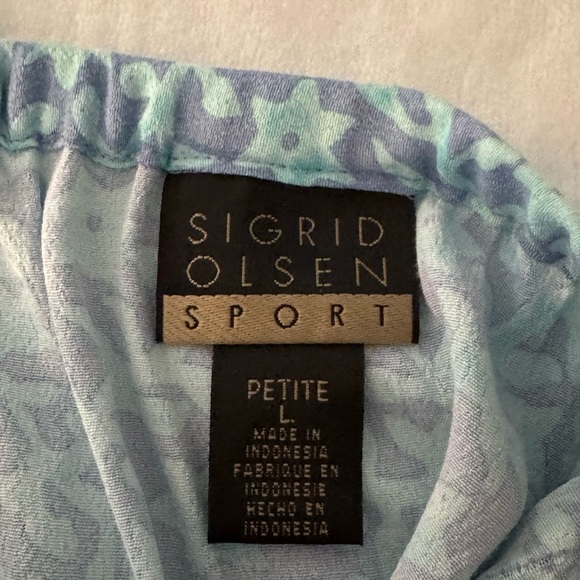 SIGRID
OLSEN
SPORT
PETITE
L.
MADE IN
INDONESIA
FABRIQUE EN
INDONESIE
HECHO EN
INDONESIA